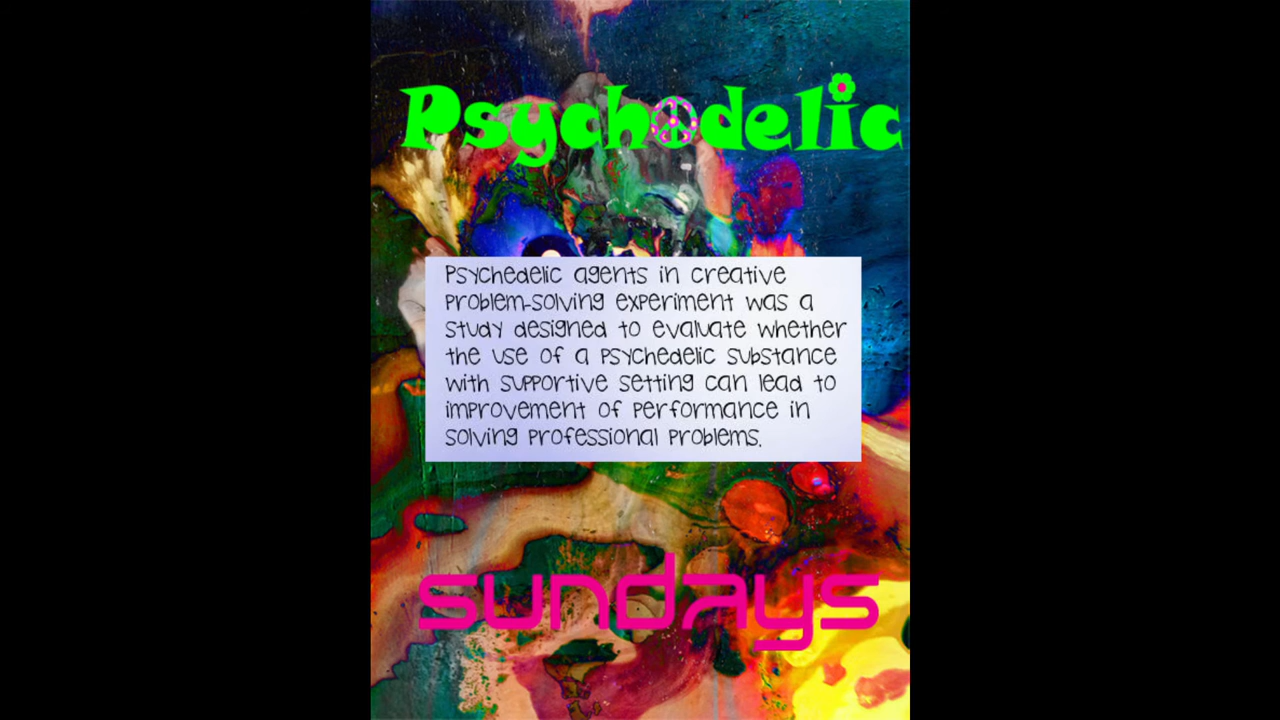 Psychodelic
Psychedelic agents in creative
problem-solving experiment was a
study designed to evaluate whether
the use of a psychedelic substance
with supportive setting can lead to
improvement of performance in
solving professional problems.
sundays